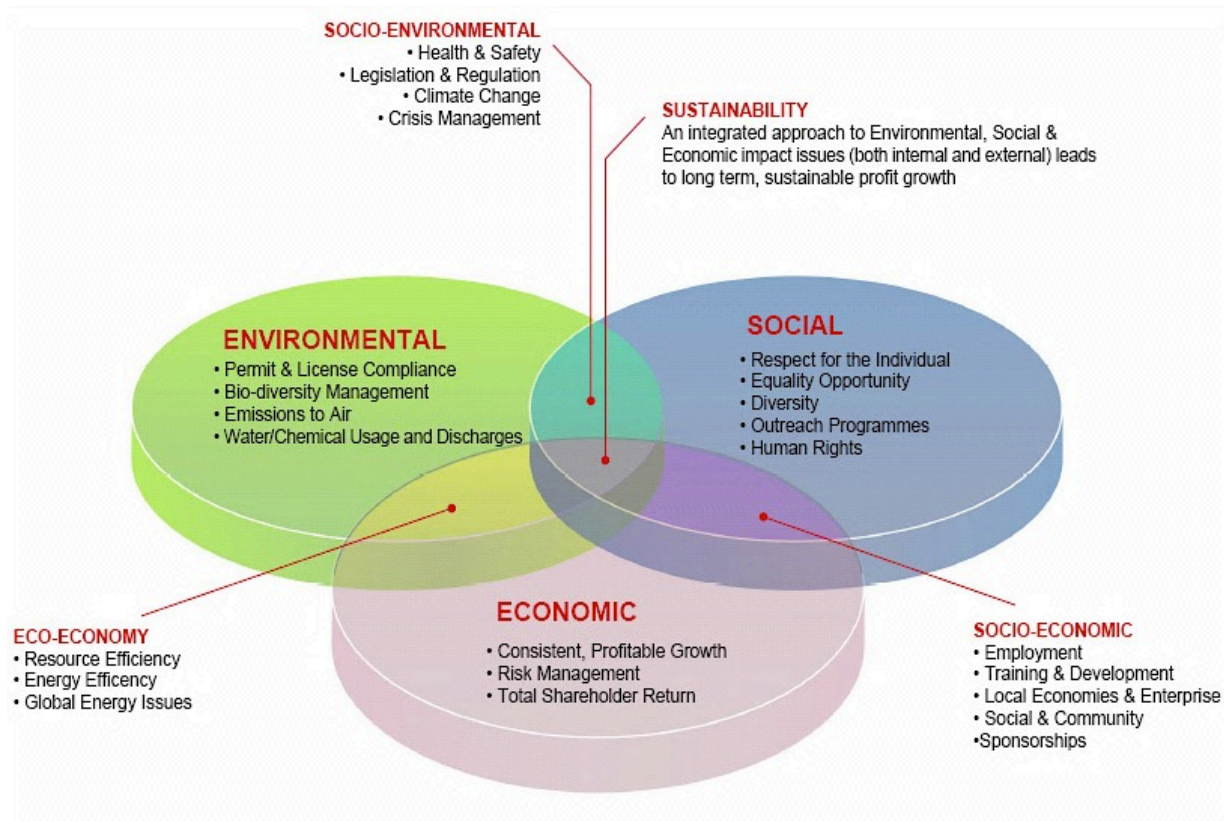 SOCIO-ENVIRONMENTAL
• Health & Safety
• Legislation & Regulation
• Climate Change
• Crisis Management
SUSTAINABILITY
An integrated approach to Environmental, Social &
Economic impact issues (both internal and external) leads
to long term, sustainable profit growth
ENVIRONMENTAL
• Permit & License Compliance
• Bio-diversity Management
• Emissions to Air
• Water/Chemical Usage and Discharges
SOCIAL
• Respect for the Individual
• Equality Opportunity
• Diversity
• Outreach Programmes
• Human Rights
ECONOMIC
• Consistent, Profitable Growth
• Risk Management
• Total Shareholder Return
ECO-ECONOMY
• Resource Efficiency
• Energy Efficency
• Global Energy Issues
SOCIO-ECONOMIC
• Employment
• Training & Development
• Local Economies & Enterprise
• Social & Community
•Sponsorships